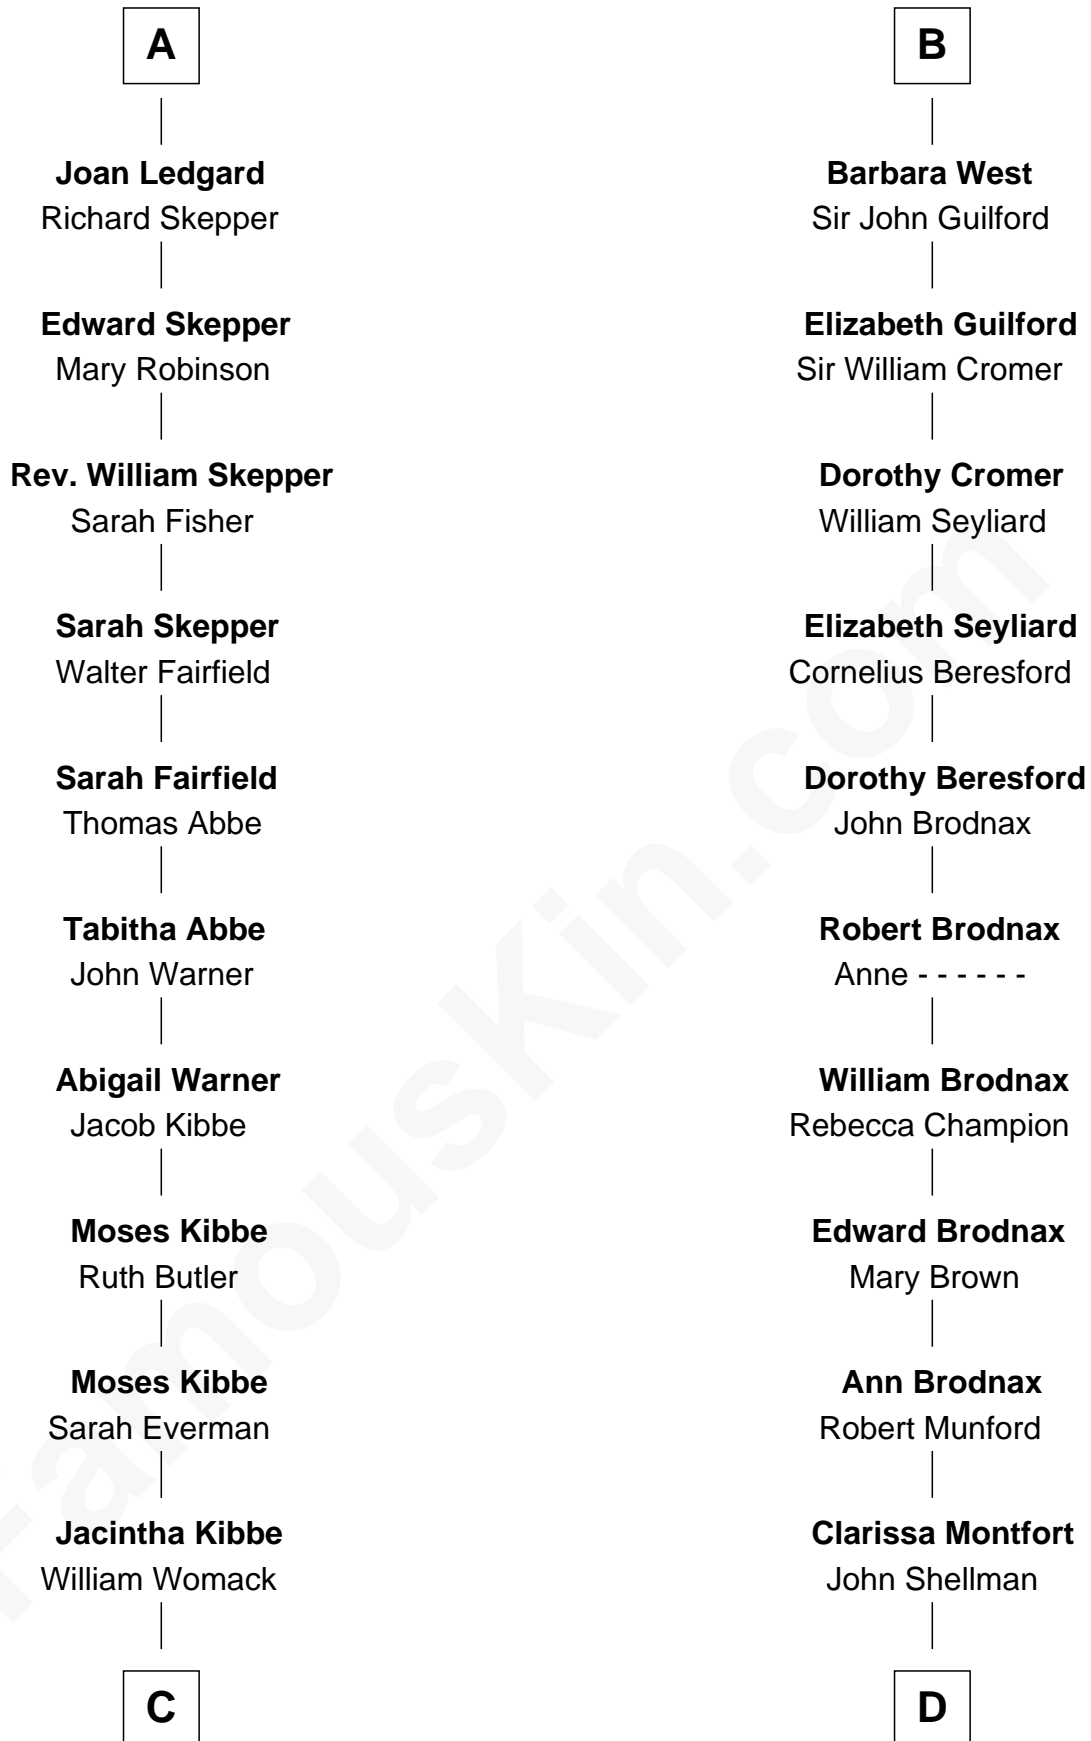 A
Joan Ledgard
Richard Skepper
Edward Skepper
Mary Robinson
Rev. William Skepper
Sarah Fisher
Sarah Skepper
Walter Fairfield
Sarah Fairfield
Thomas Abbe
Tabitha Abbe
John Warner
Abigail Warner
Jacob Kibbe
Moses Kibbe
Ruth Butler
Moses Kibbe
Sarah Everman
Jacintha Kibbe
William Womack
C
B
Barbara West
Sir John Guilford
Elizabeth Guilford
Sir William Cromer
Dorothy Cromer
William Seyliard
Elizabeth Seyliard
Cornelius Beresford
Dorothy Beresford
John Brodnax
Robert Brodnax
Anne - - - - - -
William Brodnax
Rebecca Champion
Edward Brodnax
Mary Brown
Ann Brodnax
Robert Munford
Clarissa Montfort
John Shellman
D
FamousKin.com